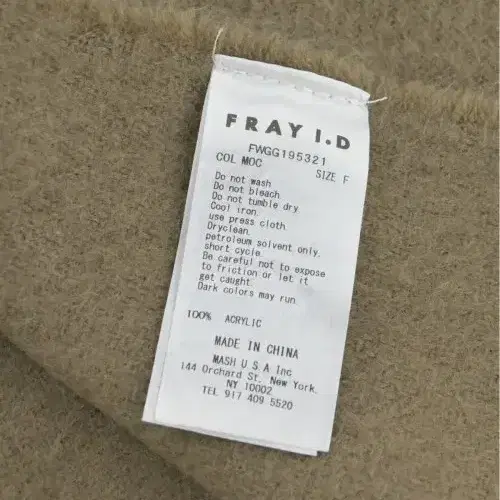 FRAY I.D
FWGG195321
COL MOC SIZE F
Do not wash
Do not bleach.
Do not tumble dry.
Cool iron.
use press cloth.
Dryclean.
petroleum solvent only.
short cycle.
Be careful not to expose
to friction or let it
get caught.
Dark colors may run.
100% ACRYLIC
MADE IN CHINA
MASH U S A Inc
144 Orchard St. New York.
NY 10002
TEL 917 409 5520